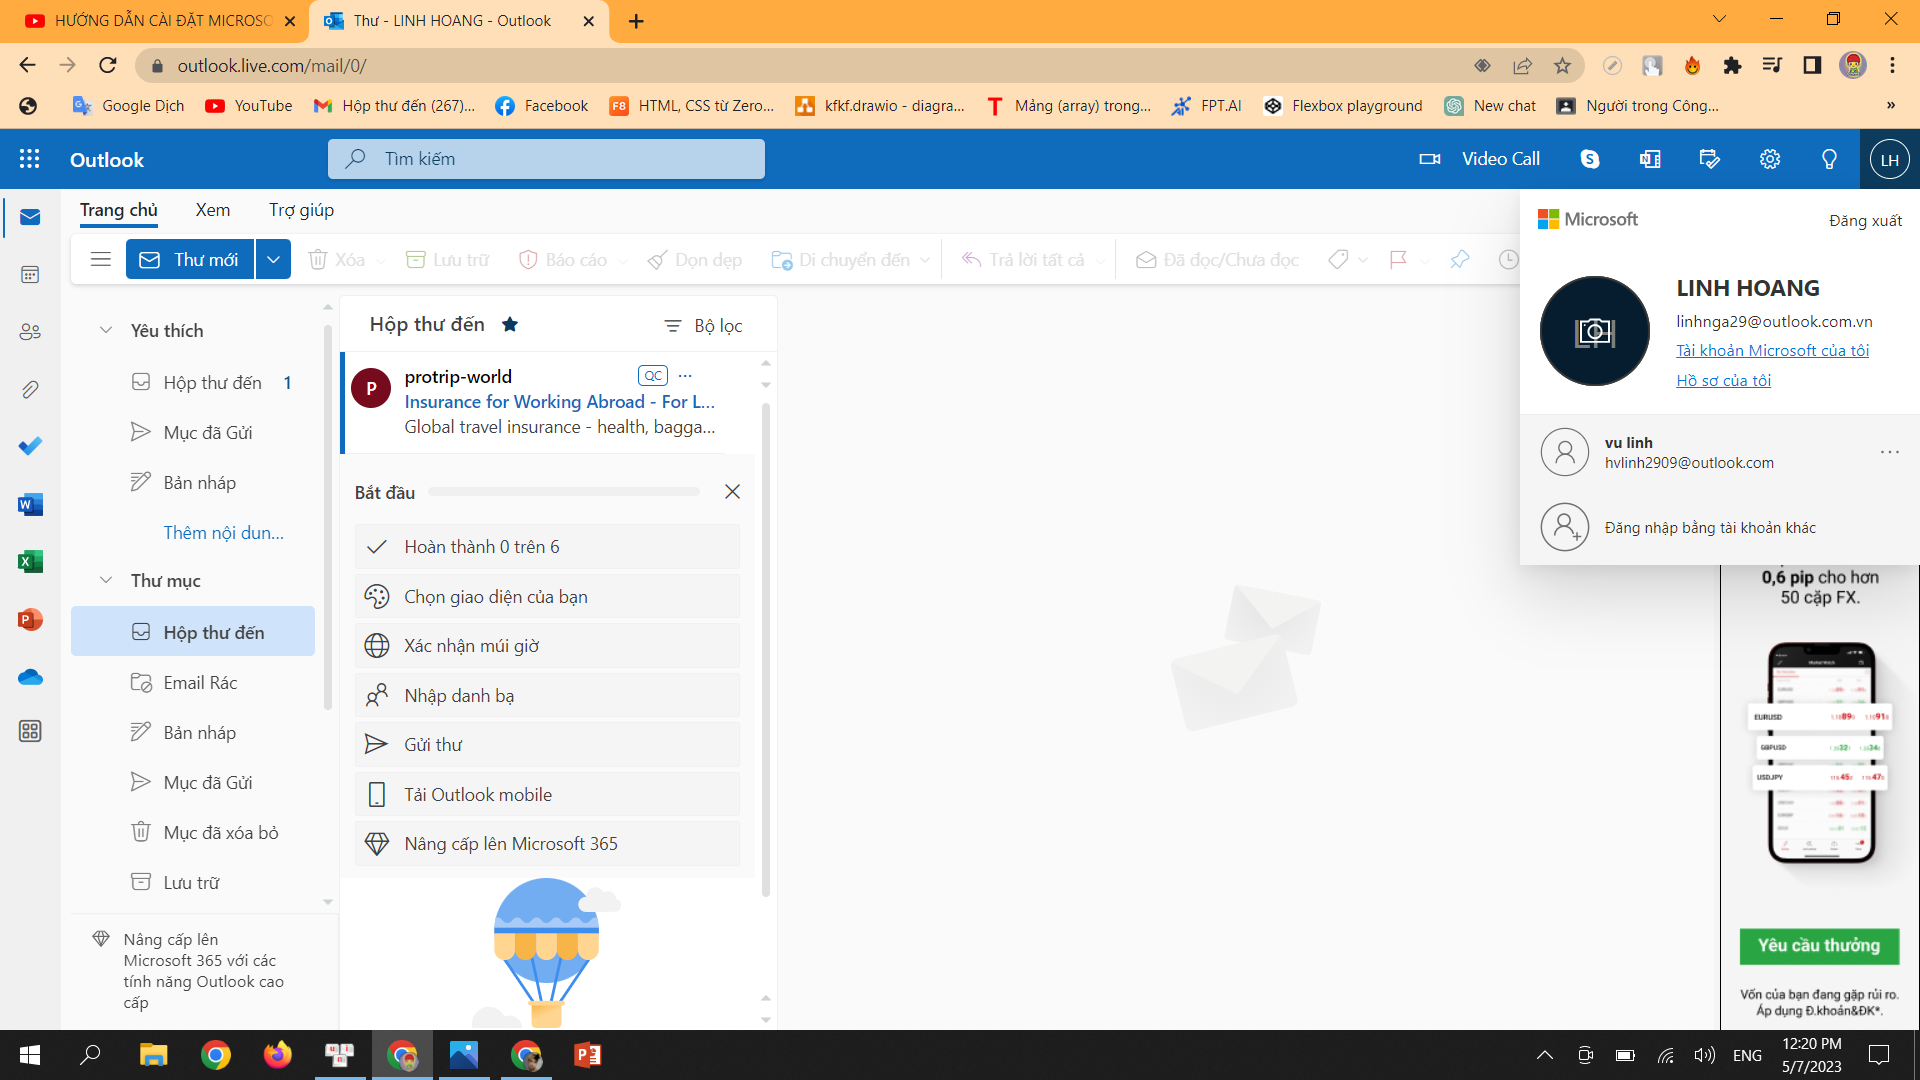 HƯỚNG DẪN CÀI ĐẶT MICROSO
Thư - LINH HOANG - Outlook
outlook.live.com/mail/0/
Google Dịch
YouTube
Hộp thư đến (267)...
Facebook
F8
HTML, CSS từ Zero...
kfkf.drawio - diagra...
T
Mảng (array) trong...
FPT.AI
Flexbox playground
New chat
Người trong Công...
»
Outlook
Tìm kiếm
Video Call
LH
Trang chủ
Xem
Trợ giúp
Thư mới
Xóa
Lưu trữ
Báo cáo
Dọn dẹp
Di chuyển đến
Trả lời tất cả
Đã đọc/Chưa đọc
Microsoft
Đăng xuất
LINH HOANG
linhnga29@outlook.com.vn
Tài khoản Microsoft của tôi
Hồ sơ của tôi
vu linh
hvlinh2909@outlook.com
Đăng nhập bằng tài khoản khác
Yêu thích
Hộp thư đến 1
Mục đã Gửi
Bản nháp
Thêm nội dun...
Thư mục
Hộp thư đến
Email Rác
Bản nháp
Mục đã Gửi
Mục đã xóa bỏ
Lưu trữ
Nâng cấp lên
Microsoft 365 với các
tính năng Outlook cao
cấp
Hộp thư đến
Bộ lọc
P
protrip-world
QC
Insurance for Working Abroad - For L...
Global travel insurance - health, bagga...
Bắt đầu
Hoàn thành 0 trên 6
Chọn giao diện của bạn
Xác nhận múi giờ
Nhập danh bạ
Gửi thư
Tải Outlook mobile
Nâng cấp lên Microsoft 365
0,6 pip cho hơn
50 cặp FX.
EURUSD
GBPUSD
USDJPY
Yêu cầu thưởng
Vốn của bạn đang gặp rủi ro.
Áp dụng Đ.khoản&ĐK*.
ENG
12:20 PM
5/7/2023